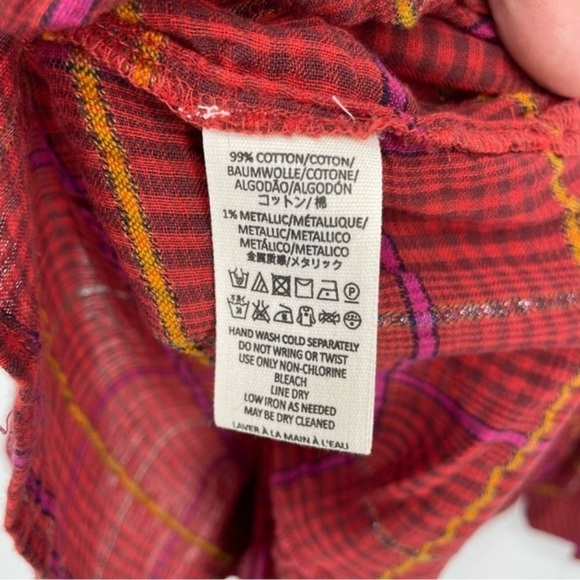 99% COTTON/COTON/
BAUMWOLLE/COTONE/
ALGODÃO/ALGODÓN
コットン/棉
1% METALLIC/MÉTALLIQUE/
METALLIC/METALLICO
METÁLICO/METALICO
金属質感/メタリック
HAND WASH COLD SEPARATELY
DO NOT WRING OR TWIST
USE ONLY NON-CHLORINE
BLEACH
LINE DRY
LOW IRON AS NEEDED
MAY BE DRY CLEANED
LAVER À LA MAIN À L'EAU